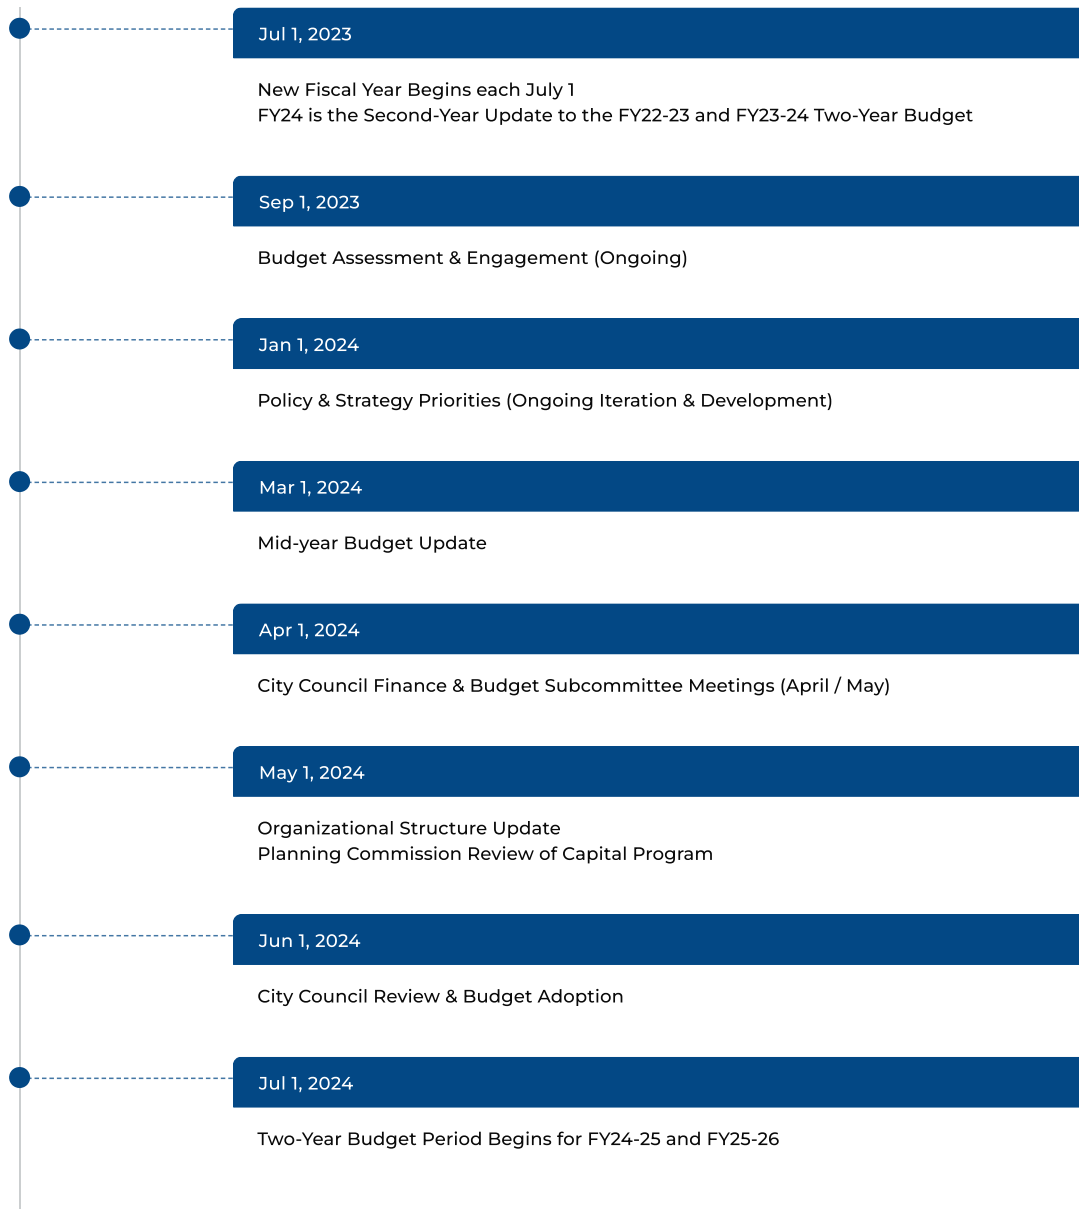 Jul 1, 2023
New Fiscal Year Begins each July 1
FY24 is the Second-Year Update to the FY22-23 and FY23-24 Two-Year Budget
Sep 1, 2023
Budget Assessment & Engagement (Ongoing)
Jan 1, 2024
Policy & Strategy Priorities (Ongoing Iteration & Development)
Mar 1, 2024
Mid-year Budget Update
Apr 1, 2024
City Council Finance & Budget Subcommittee Meetings (April / May)
May 1, 2024
Organizational Structure Update
Planning Commission Review of Capital Program
Jun 1, 2024
City Council Review & Budget Adoption
Jul 1, 2024
Two-Year Budget Period Begins for FY24-25 and FY25-26